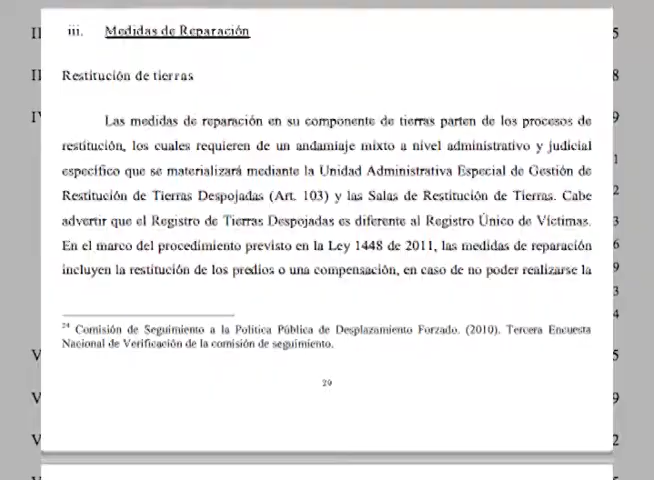 iii. Medidas de Reparación
Restitución de tierras
Las medidas de reparación en su componente de tierras parten de los procesos de
restitución, los cuales requieren de un andamiaje mixto a nivel administrativo y judicial
específico que se materializará mediante la Unidad Administrativa Especial de Gestión de
Restitución de Tierras Despojadas (Art. 103) y las Salas de Restitución de Tierras. Cabe
advertir que el Registro de Tierras Despojadas es diferente al Registro Único de Víctimas.
En el marco del procedimiento previsto en la Ley 1448 de 2011, las medidas de reparación
incluyen la restitución de los predios o una compensación, en caso de no poder realizarse la
24 Comisión de Seguimiento a la Política Pública de Desplazamiento Forzado. (2010). Tercera Encuesta
Nacional de Verificación de la comisión de seguimiento.
29